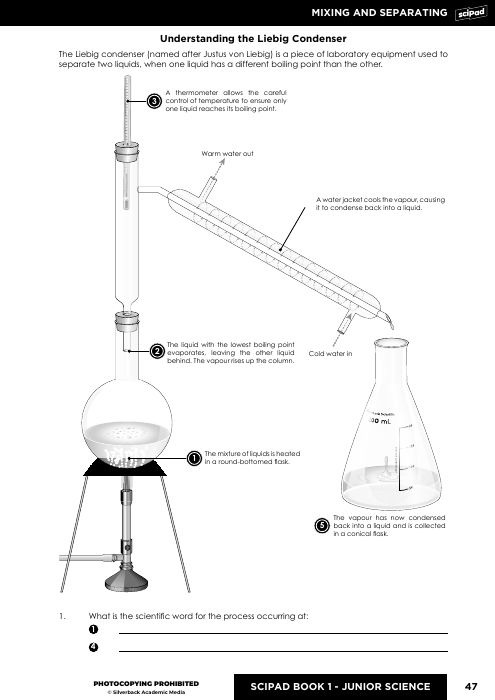 MIXING AND SEPARATING
scipad
Understanding the Liebig Condenser
The Liebig condenser (named after Justus von Liebig) is a piece of laboratory equipment used to
separate two liquids, when one liquid has a different boiling point than the other.
3
A thermometer allows the careful
control of temperature to ensure only
one liquid reaches its boiling point.
Warm water out
A water jacket cools the vapour, causing
it to condense back into a liquid.
2
The liquid with the lowest boiling point
evaporates, leaving the other liquid
behind. The vapour rises up the column.
Cold water in
1
The mixture of liquids is heated
in a round-bottomed flask.
5
The vapour has now condensed
back into a liquid and is collected
in a conical flask.
1. What is the scientific word for the process occurring at:
1
4
PHOTOCOPYING PROHIBITED
© Silverback Academic Media
SCIPAD BOOK 1 - JUNIOR SCIENCE
47